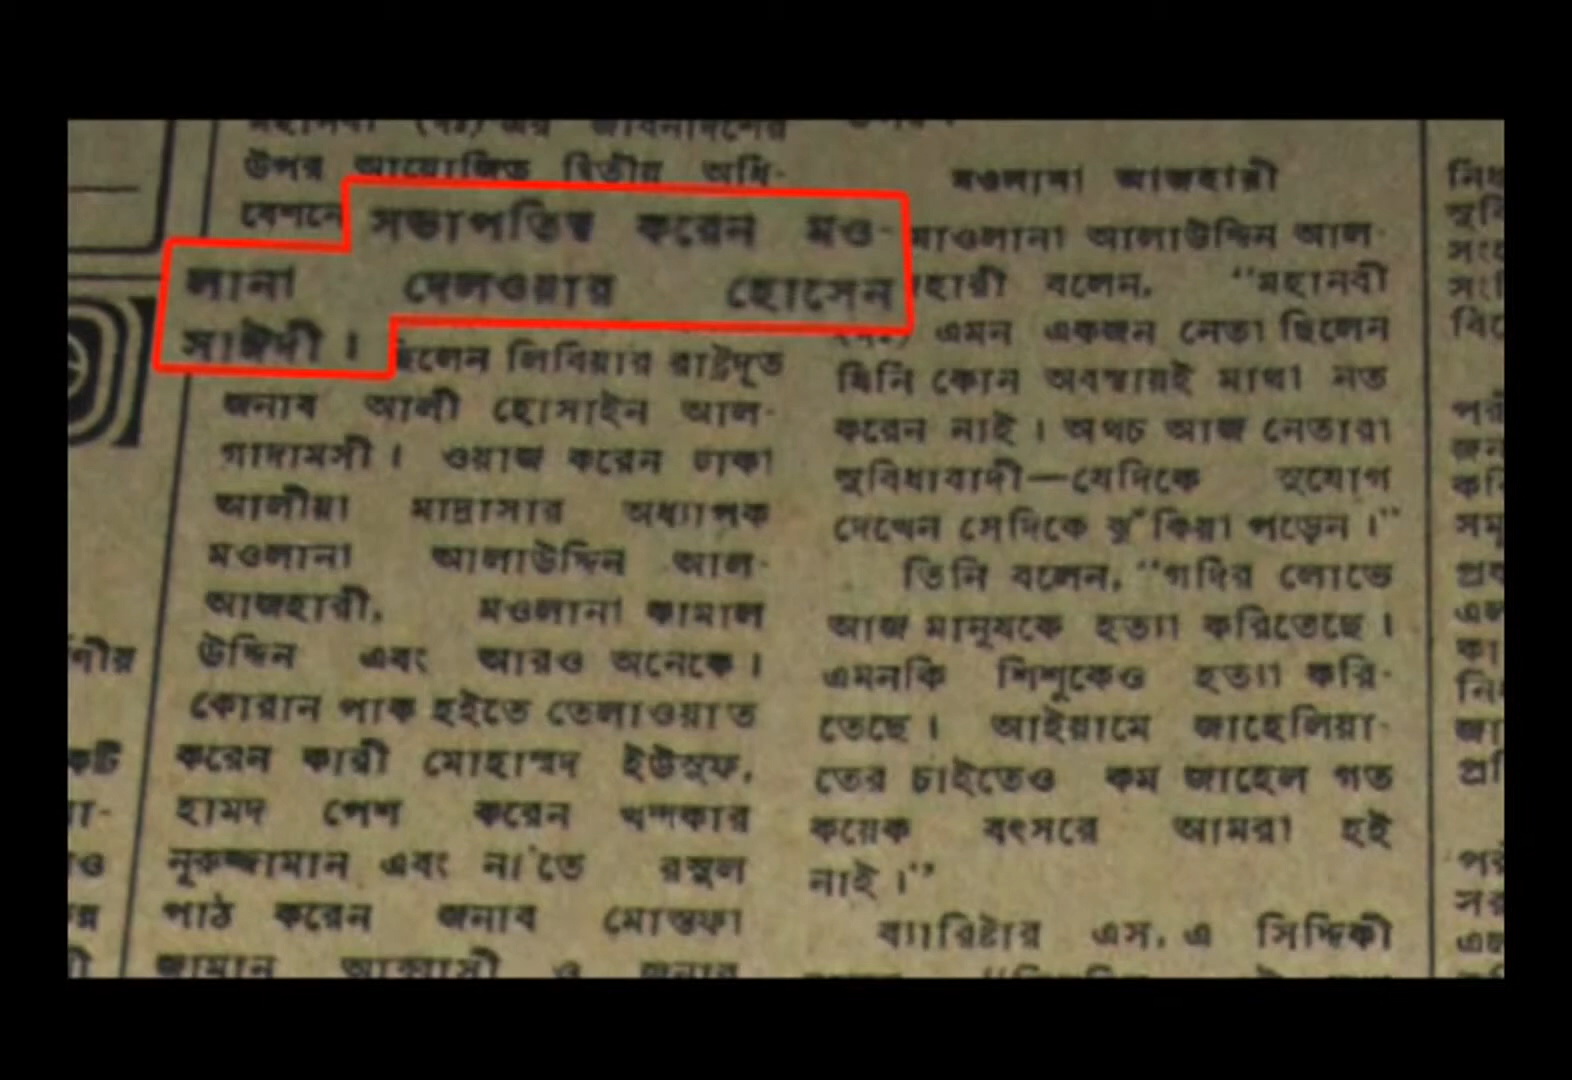 উপর আয়োজিত দ্বিতীয় অধি-
বেশনে সভাপতিত্ব করেন মও-
লানা দেলওয়ার হোসেন
সাঈদী।
ছিলেন লিবিয়ার রাষ্ট্রদূত
জনাব আলী হোসাইন আল-
গাদামসী। ওয়াজ করেন ঢাকা
আলীয়া মাদ্রাসার অধ্যাপক
মওলানা আলাউদ্দিন আল-
আজহারী, মওলানা কামাল
উদ্দিন এবং আরও অনেকে।
কোরান পাক হইতে তেলাওয়াত
করেন কারী মোহাম্মদ ইউসুফ,
হামদ পেশ করেন খন্দকার
নূরুজ্জামান এবং না'তে রসুল
পাঠ করেন জনাব মোস্তফা
জামান আব্বাসী ও জনাব
মওলানা আজহারী
মাওলানা আলাউদ্দিন আল-
হারী বলেন, “মহানবী
এমন একজন নেতা ছিলেন
যিনি কোন অবস্থায়ই মাথা নত
করেন নাই। অথচ আজ নেতারা
সুবিধাবাদী—যেদিকে সুযোগ
দেখেন সেদিকে ঝুঁকিয়া পড়েন।”
তিনি বলেন, “গদির লোভে
আজ মানুষকে হত্যা করিতেছে।
এমনকি শিশুকেও হত্যা করি-
তেছে। আইয়ামে জাহেলিয়া-
তের চাইতেও কম জাহেল গত
কয়েক বৎসরে আমরা হই
নাই।”
ব্যারিষ্টার এস, এ সিদ্দিকী